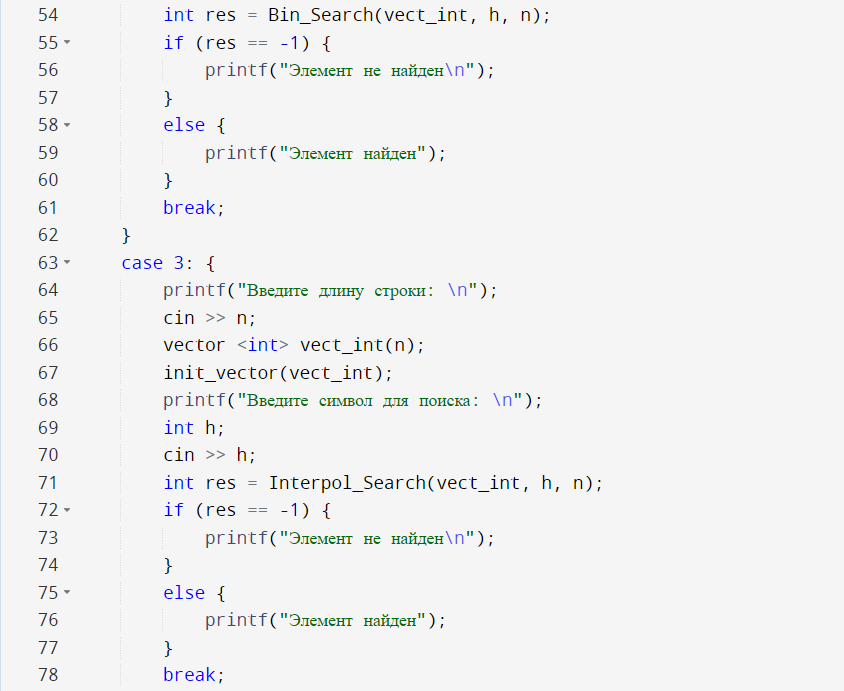 54 int res = Bin_Search(vect_int, h, n);
55 if (res == -1) {
56 printf("Элемент не найден\n");
57 }
58 else {
59 printf("Элемент найден");
60 }
61 break;
62 }
63 case 3: {
64 printf("Введите длину строки: \n");
65 cin >> n;
66 vector <int> vect_int(n);
67 init_vector(vect_int);
68 printf("Введите символ для поиска: \n");
69 int h;
70 cin >> h;
71 int res = Interpol_Search(vect_int, h, n);
72 if (res == -1) {
73 printf("Элемент не найден\n");
74 }
75 else {
76 printf("Элемент найден");
77 }
78 break;